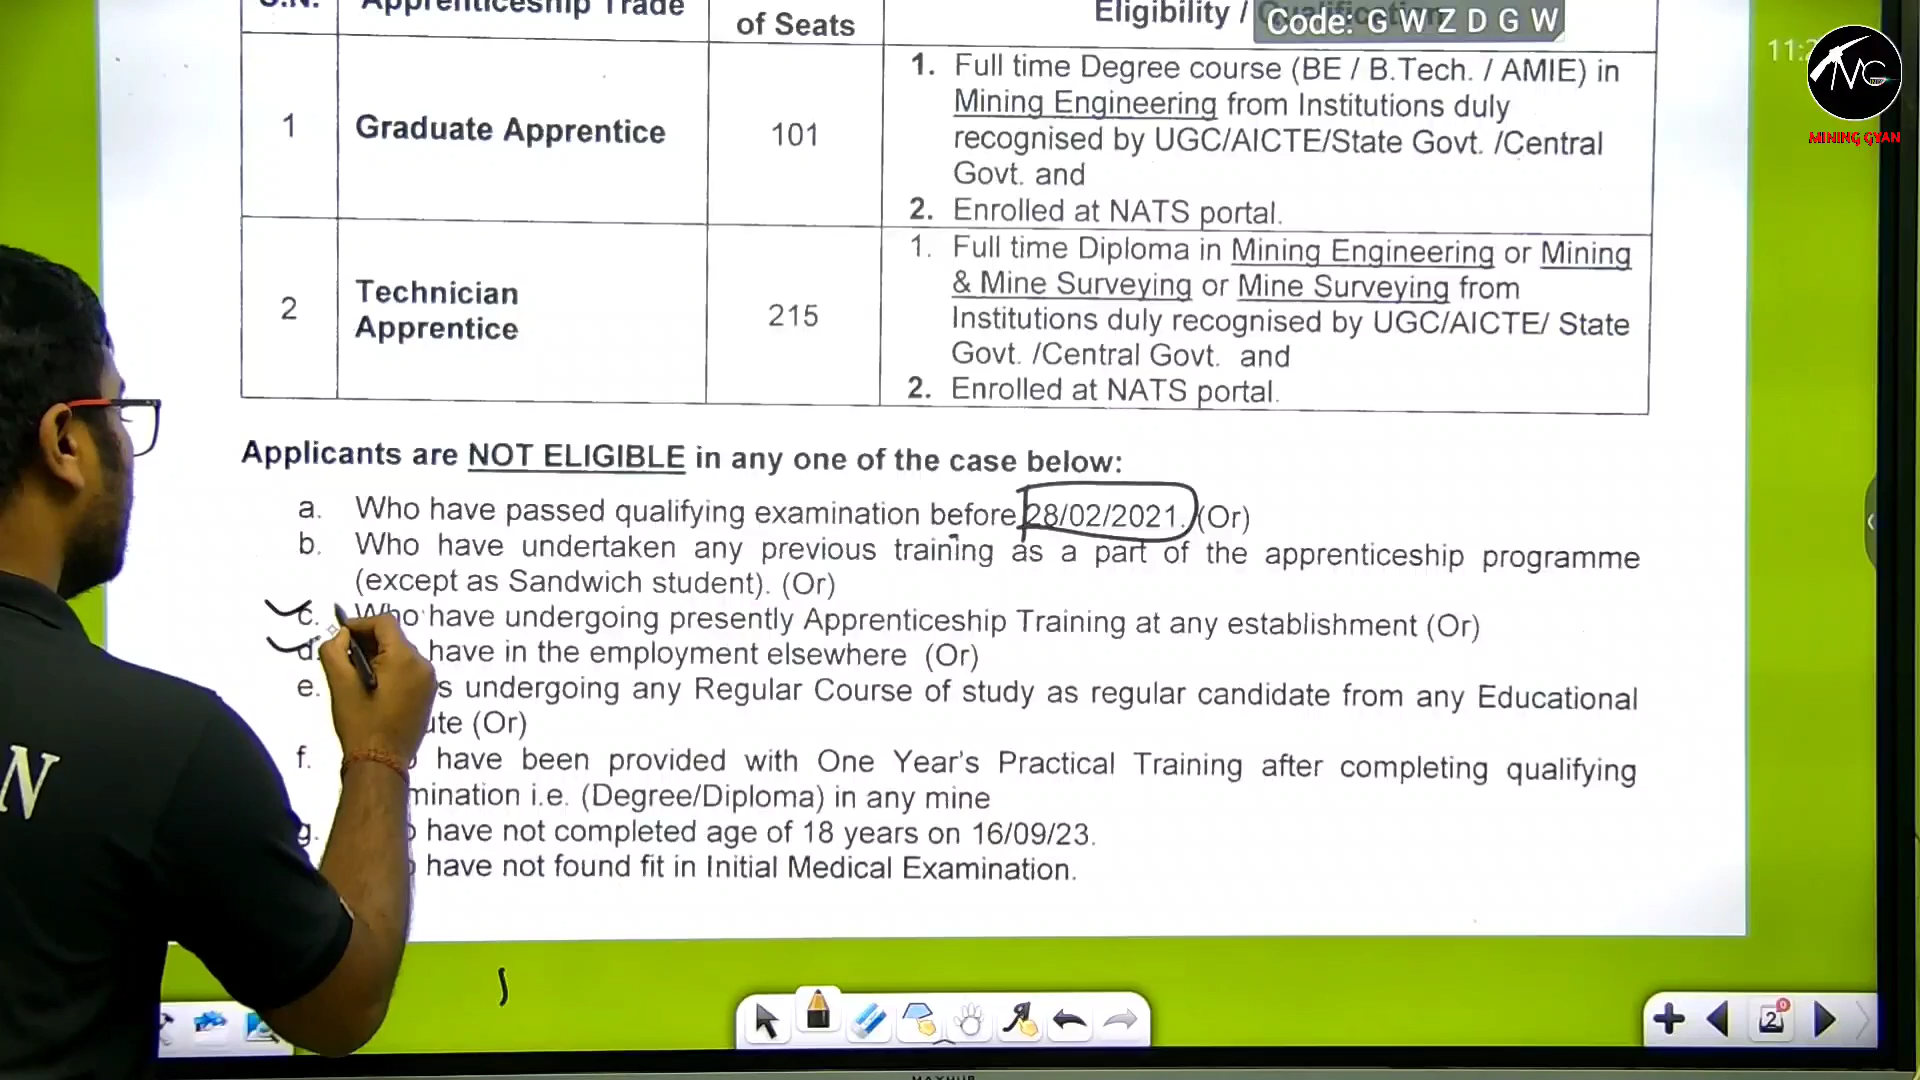 Apprenticeship Trade
of Seats
Eligibility /
Code: G W Z D G W
11:
MINING GYAN
1
Graduate Apprentice
101
1. Full time Degree course (BE / B.Tech. / AMIE) in
Mining Engineering from Institutions duly
recognised by UGC/AICTE/State Govt. /Central
Govt. and
2. Enrolled at NATS portal.
2
Technician
Apprentice
215
1. Full time Diploma in Mining Engineering or Mining
& Mine Surveying or Mine Surveying from
Institutions duly recognised by UGC/AICTE/ State
Govt. /Central Govt. and
2. Enrolled at NATS portal.
Applicants are NOT ELIGIBLE in any one of the case below:
a. Who have passed qualifying examination before 28/02/2021. (Or)
b. Who have undertaken any previous training as a part of the apprenticeship programme
(except as Sandwich student). (Or)
c. Who have undergoing presently Apprenticeship Training at any establishment (Or)
d. have in the employment elsewhere (Or)
e. s undergoing any Regular Course of study as regular candidate from any Educational
ute (Or)
f. have been provided with One Year's Practical Training after completing qualifying
mination i.e. (Degree/Diploma) in any mine
g. have not completed age of 18 years on 16/09/23.
have not found fit in Initial Medical Examination.
N
2
0
MAXHUB